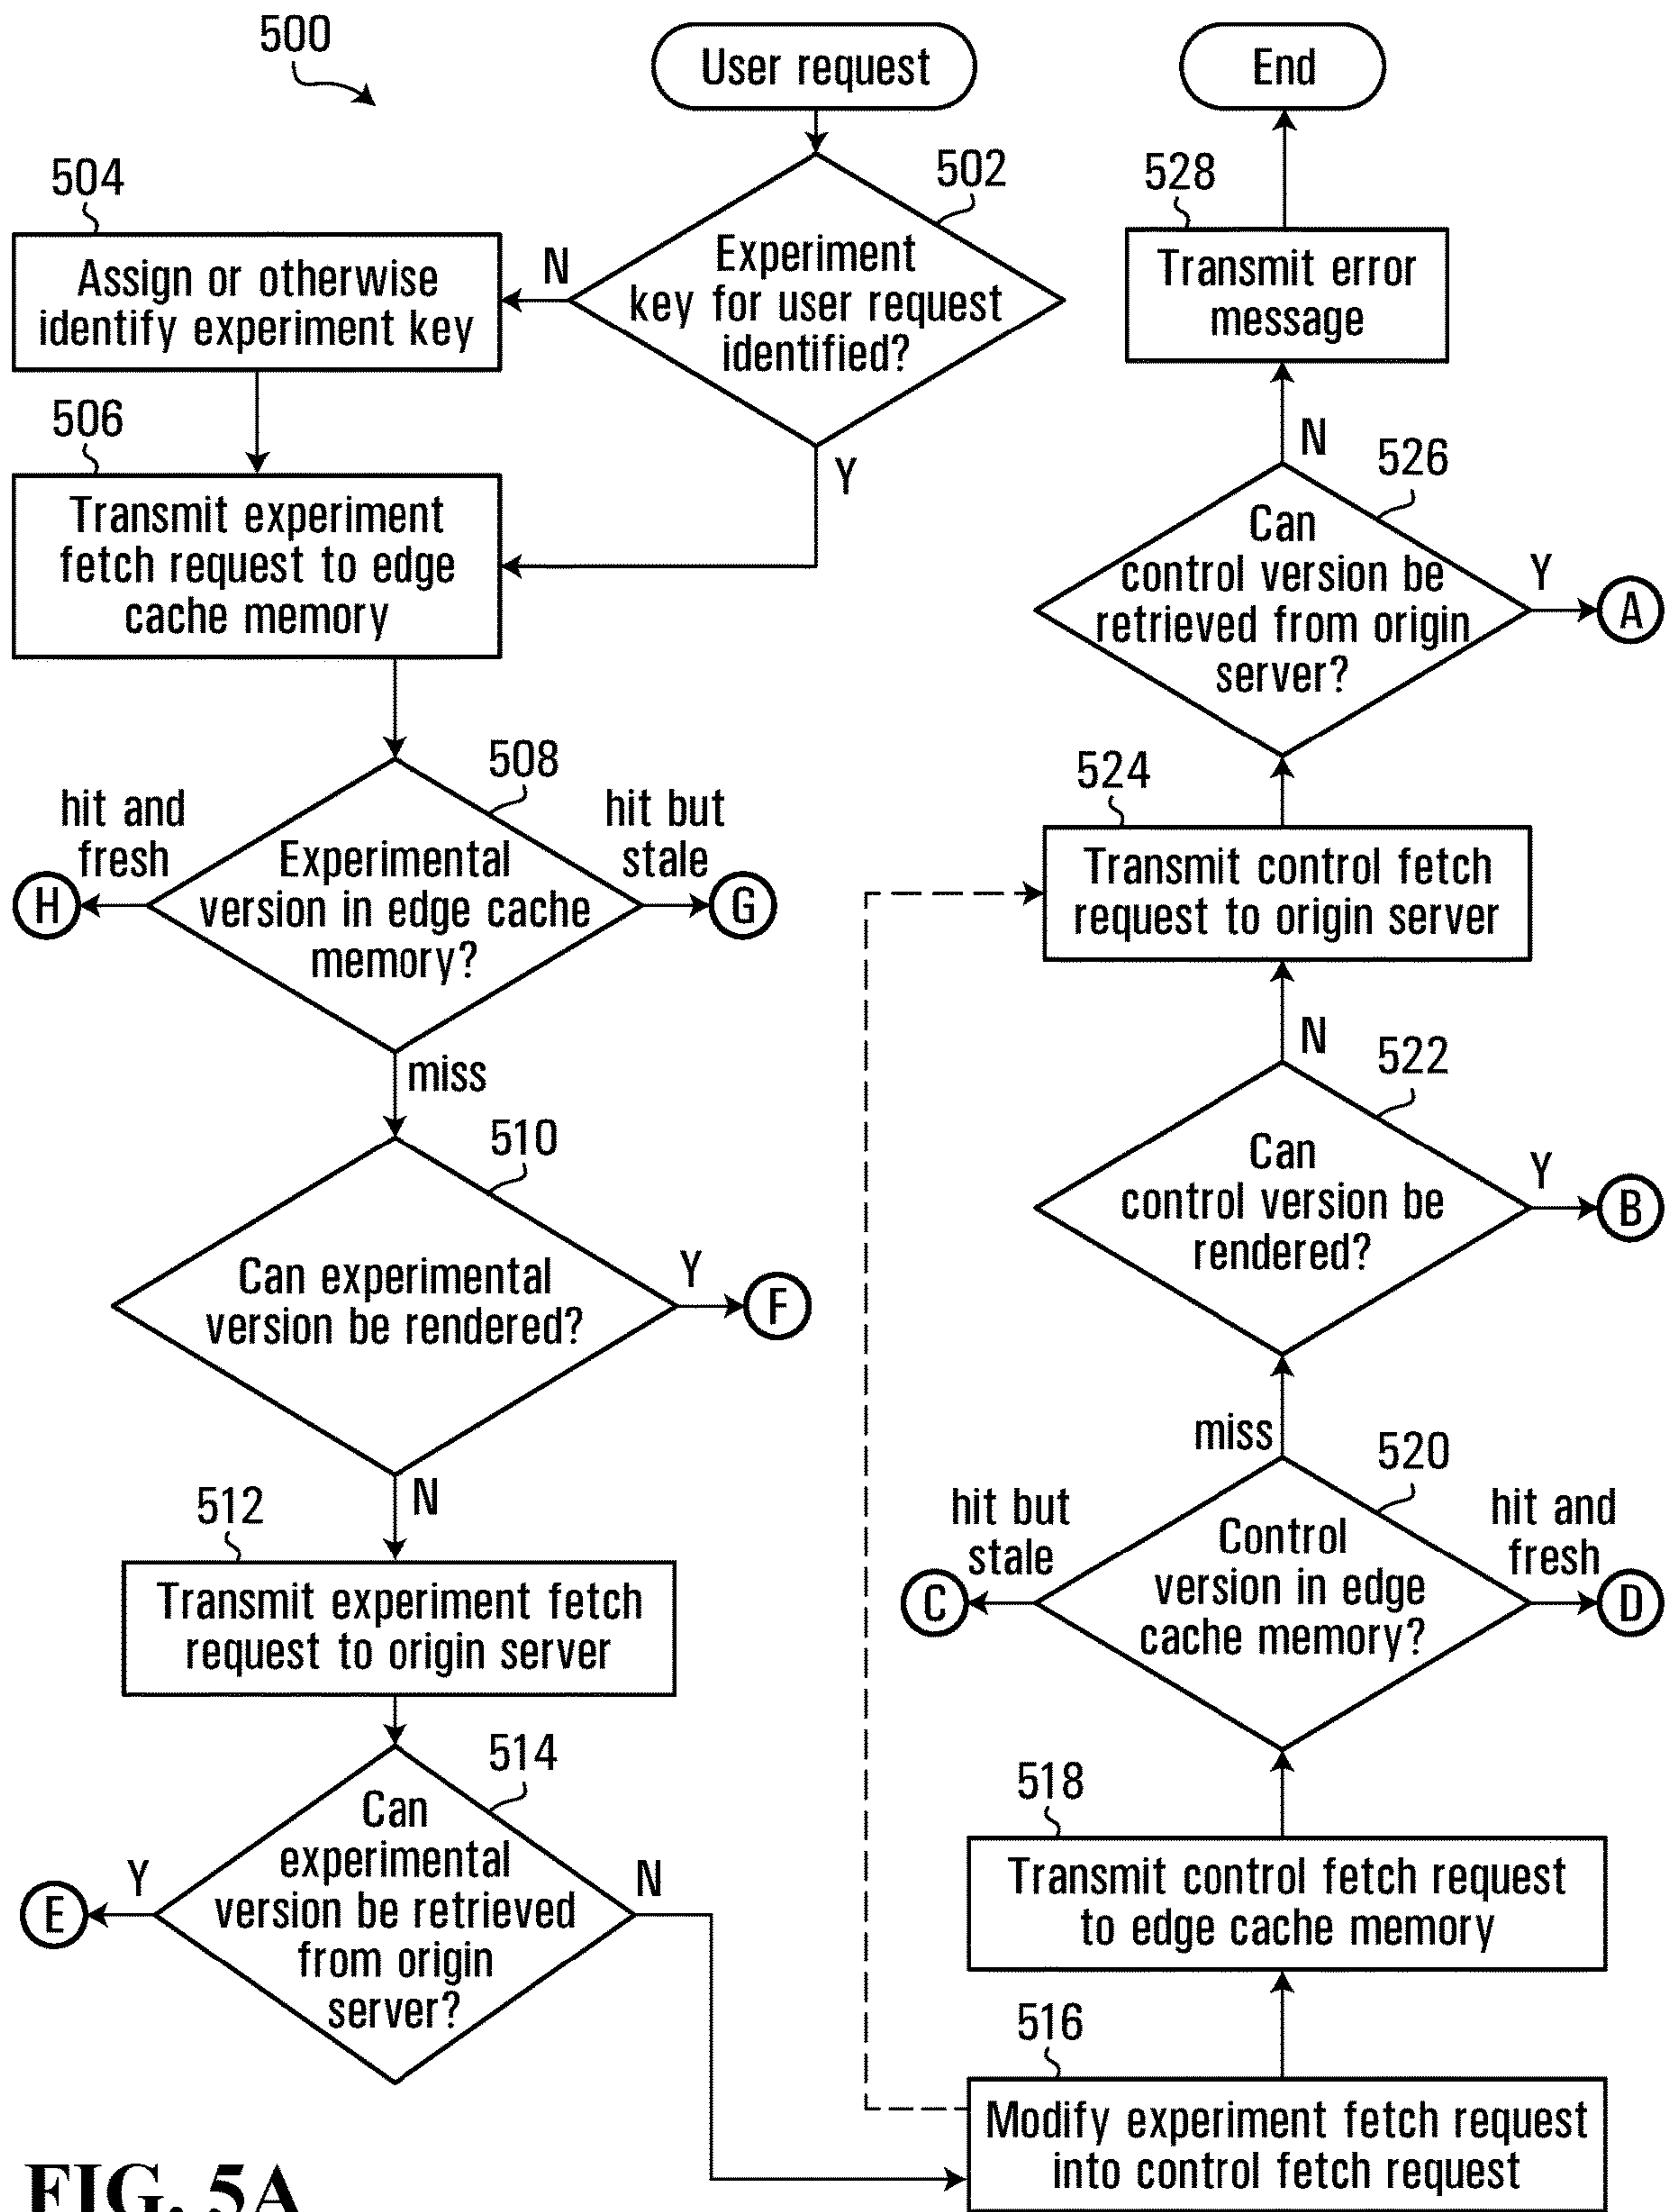 500
User request
End
504
502
528
Assign or otherwise
identify experiment key
N
Experiment
key for user request
identified?
Transmit error
message
506
Y
N
526
Transmit experiment
fetch request to edge
cache memory
Can
control version be
retrieved from origin
server?
Y
A
508
524
hit and
fresh
hit but
stale
H
Experimental
version in edge cache
memory?
G
Transmit control fetch
request to origin server
miss
N
522
510
Can
control version be
rendered?
Y
B
Can experimental
version be rendered?
Y
F
miss
520
N
512
hit but
stale
hit and
fresh
C
Control
version in edge
cache memory?
D
Transmit experiment fetch
request to origin server
514
518
Can
experimental
version be retrieved
from origin
server?
Y
E
N
Transmit control fetch request
to edge cache memory
516
Modify experiment fetch request
into control fetch request
FIG. 5A